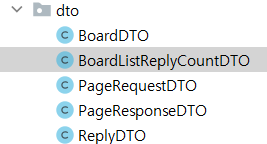 dto
BoardDTO
BoardListReplyCountDTO
PageRequestDTO
PageResponseDTO
ReplyDTO